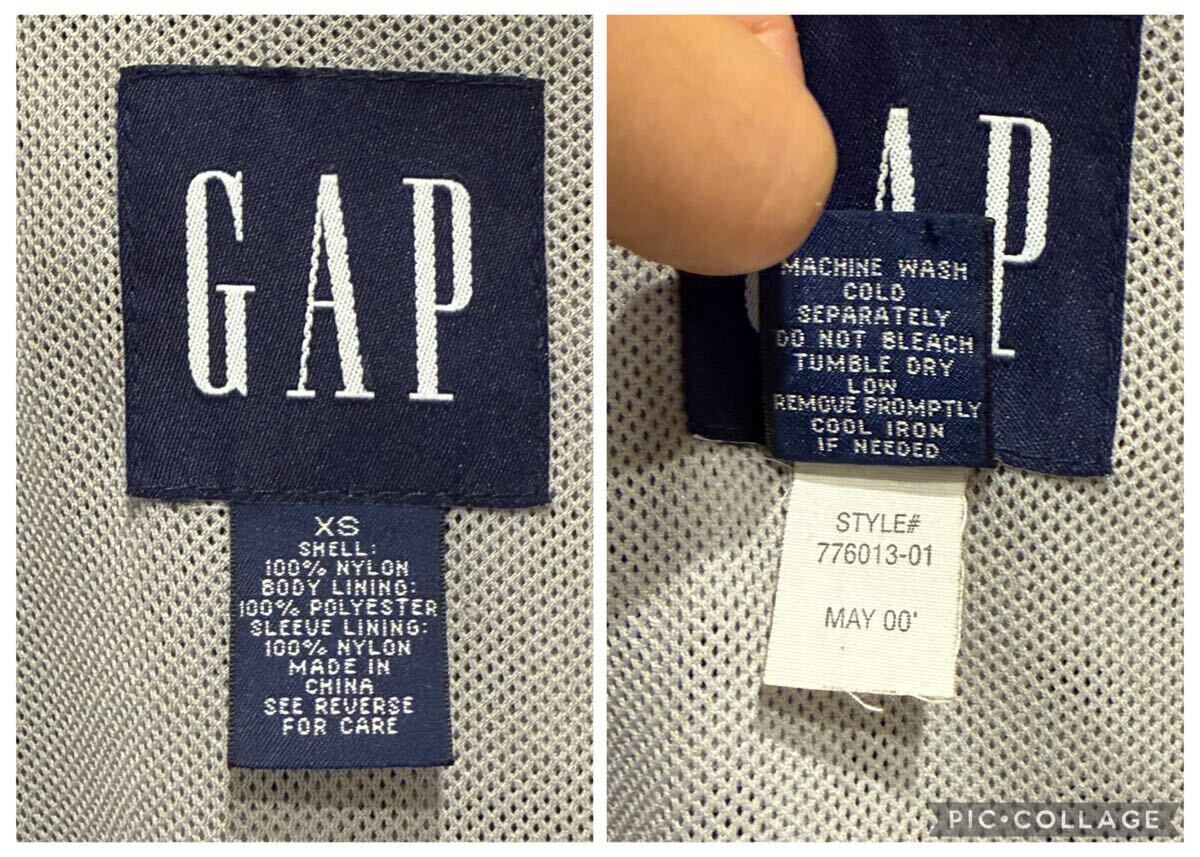 GAP
XS
SHELL:
100% NYLON
BODY LINING:
100% POLYESTER
SLEEVE LINING:
100% NYLON
MADE IN
CHINA
SEE REVERSE
FOR CARE
AP
MACHINE WASH
COLD
SEPARATELY
DO NOT BLEACH
TUMBLE DRY
LOW
REMOVE PROMPTLY
COOL IRON
IF NEEDED
STYLE#
776013-01
MAY 00'
PIC•COLLAGE